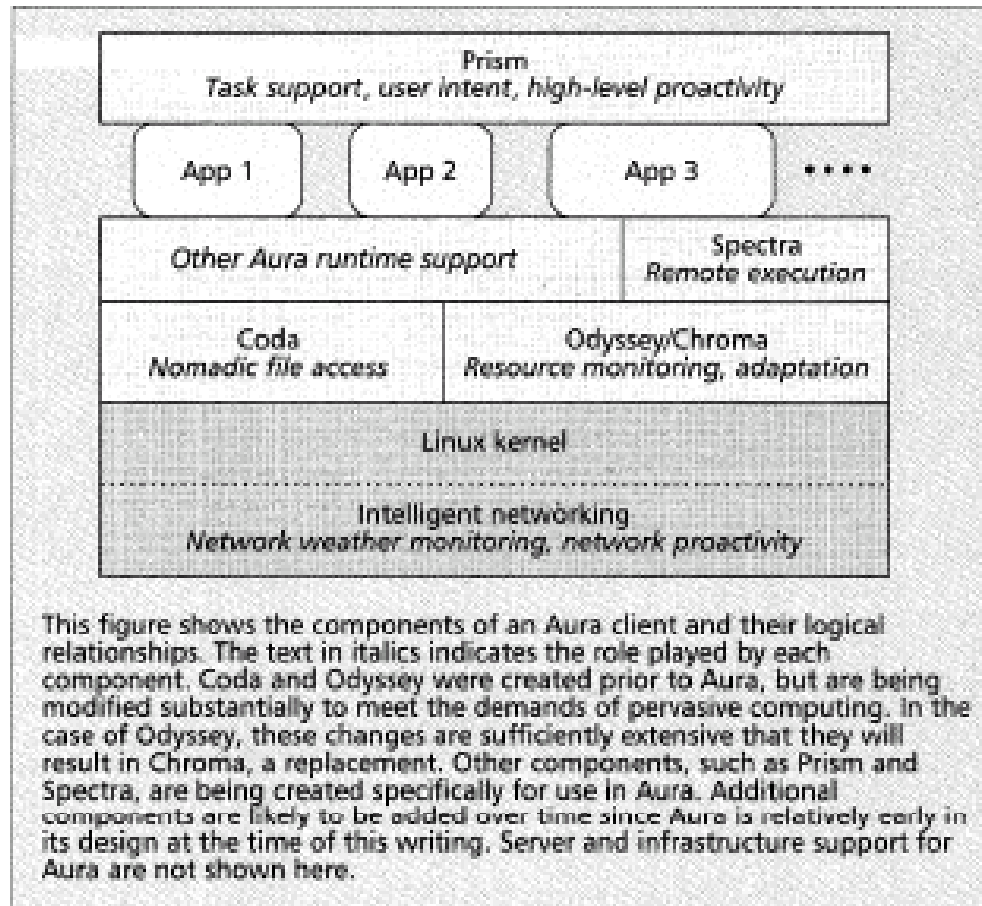 Prism
Task support, user intent, high-level proactivity
App 1
App 2
App 3
••••
Other Aura runtime support
Spectra
Remote execution
Coda
Nomadic file access
Odyssey/Chroma
Resource monitoring, adaptation
Linux kernel
Intelligent networking
Network weather monitoring, network proactivity
This figure shows the components of an Aura client and their logical
relationships. The text in italics indicates the role played by each
component. Coda and Odyssey were created prior to Aura, but are being
modified substantially to meet the demands of pervasive computing. In the
case of Odyssey, these changes are sufficiently extensive that they will
result in Chroma, a replacement. Other components, such as Prism and
Spectra, are being created specifically for use in Aura. Additional
components are likely to be added over time since Aura is relatively early in
its design at the time of this writing. Server and infrastructure support for
Aura are not shown here.